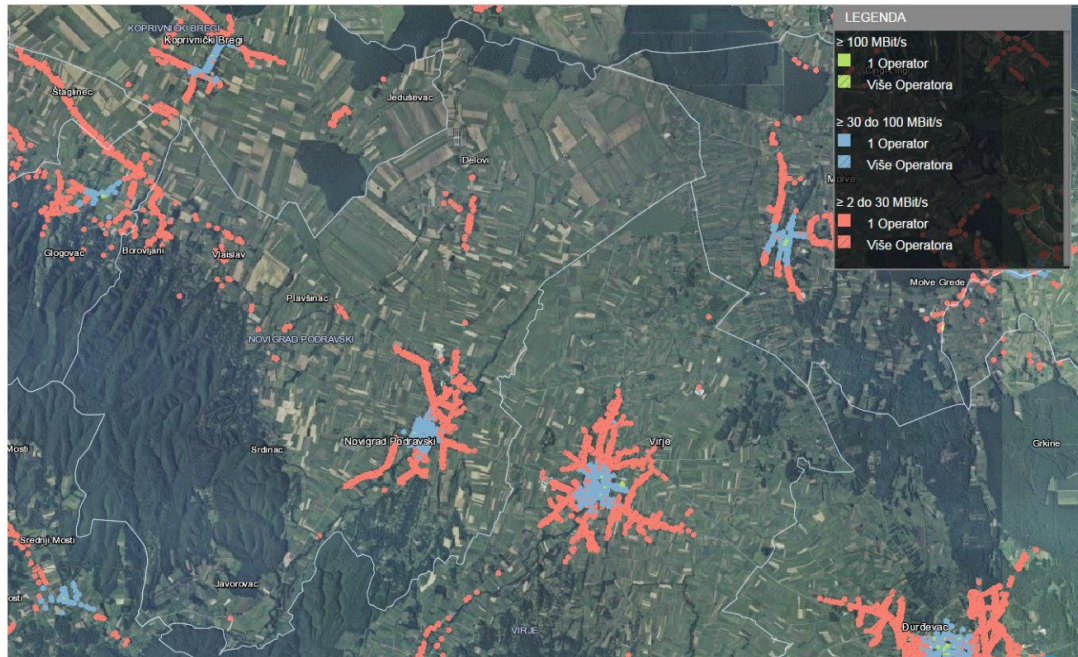 LEGENDA
≥ 100 MBit/s
1 Operator
Više Operatora
≥ 30 do 100 MBit/s
1 Operator
Više Operatora
≥ 2 do 30 MBit/s
1 Operator
Više Operatora
KOPRIVNIČKI BREGI
Koprivnički Bregi
Štaglinec
Jeduševac
Delovi
Molve
Glogovac
Borovljani
Vlaislav
Plavšinac
Molve Grede
NOVIGRAD PODRAVSKI
Novigrad Podravski
Virje
Srdinac
Mosti
Grkine
Srednji Mosti
Javorovac
osti
VIRJE
Đurđevac